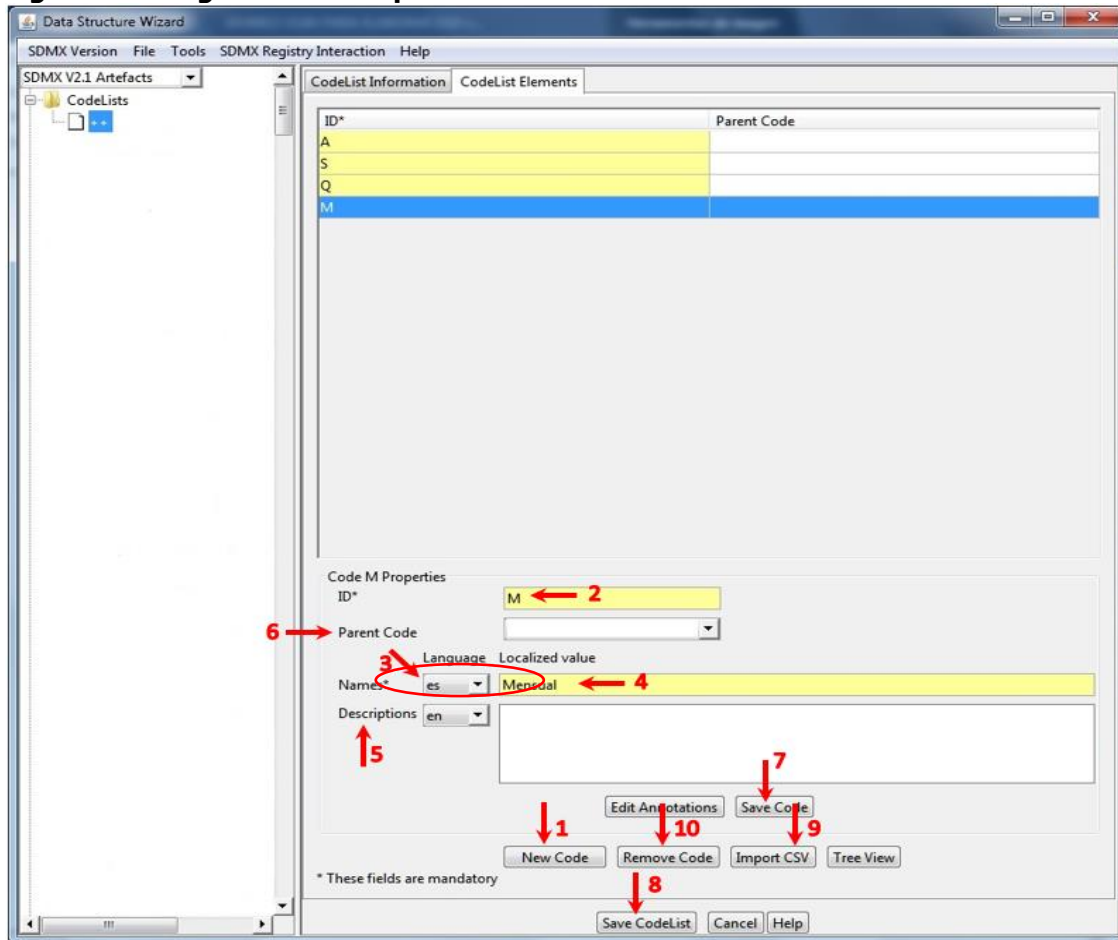 Data Structure Wizard
SDMX Version File Tools SDMX Registry Interaction Help
SDMX V2.1 Artefacts
CodeLists
- -
CodeList Information CodeList Elements
ID* Parent Code
A
S
Q
M
Code M Properties
ID* M 2
6 Parent Code
3 Language Localized value
Names* es Mensual 4
Descriptions en
5
7
Edit Annotations Save Code
1 10 9
New Code Remove Code Import CSV Tree View
* These fields are mandatory
8
Save CodeList Cancel Help